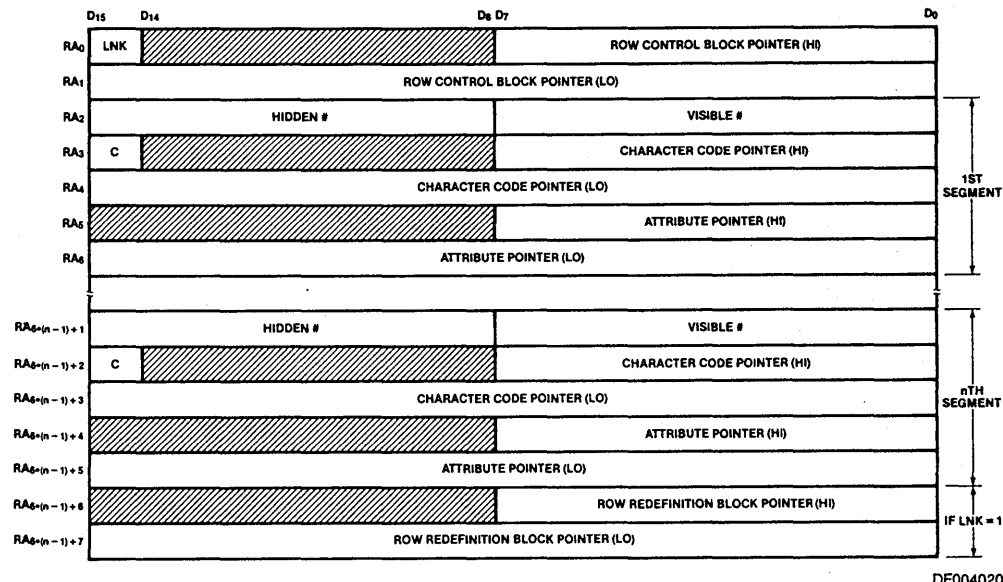 D15 D14 D8 D7 D0
RA0 LNK ROW CONTROL BLOCK POINTER (HI)
RA1 ROW CONTROL BLOCK POINTER (LO)
RA2 HIDDEN # VISIBLE #
RA3 C CHARACTER CODE POINTER (HI)
RA4 CHARACTER CODE POINTER (LO)
1ST
SEGMENT
RA5 ATTRIBUTE POINTER (HI)
RA6 ATTRIBUTE POINTER (LO)
RA6*(n − 1) + 1 HIDDEN # VISIBLE #
RA6*(n − 1) + 2 C CHARACTER CODE POINTER (HI)
RA6*(n − 1) + 3 CHARACTER CODE POINTER (LO)
nTH
SEGMENT
RA6*(n − 1) + 4 ATTRIBUTE POINTER (HI)
RA6*(n − 1) + 5 ATTRIBUTE POINTER (LO)
RA6*(n − 1) + 6 ROW REDEFINITION BLOCK POINTER (HI)
IF LNK = 1
RA6*(n − 1) + 7 ROW REDEFINITION BLOCK POINTER (LO)
DF004020